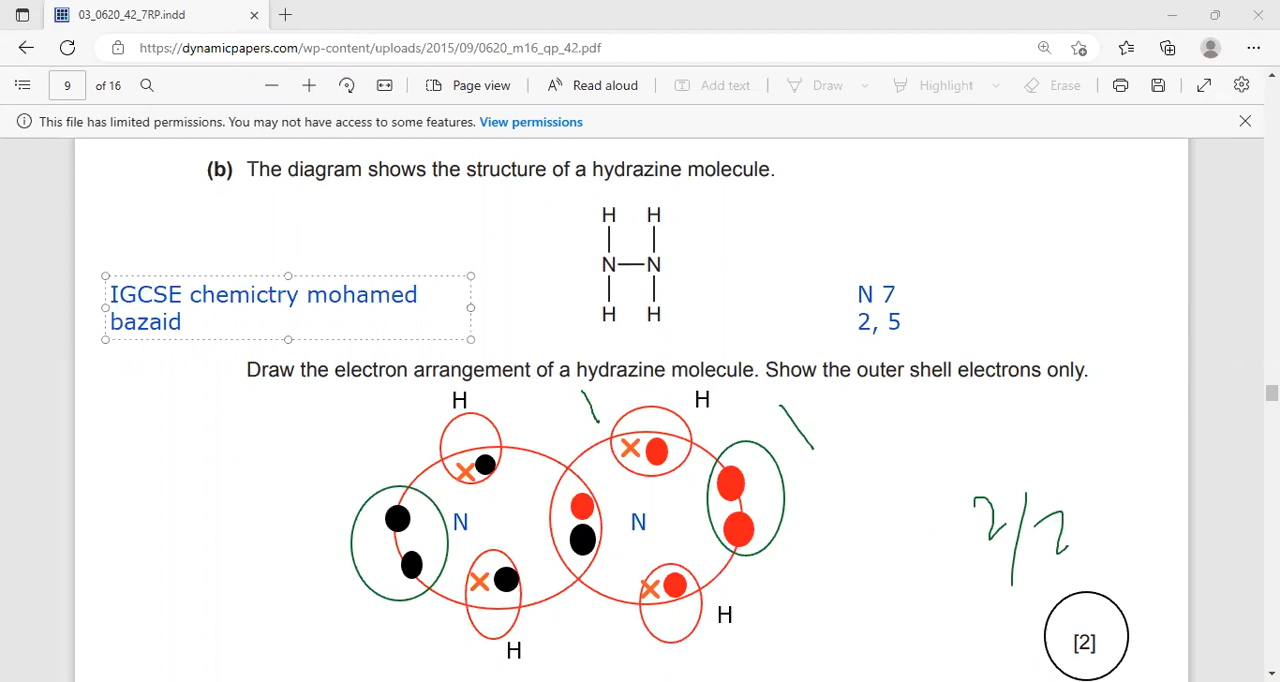 03_0620_42_7RP.indd
https://dynamicpapers.com/wp-content/uploads/2015/09/0620_m16_qp_42.pdf
9 of 16 Page view Read aloud Add text Draw Highlight Erase
This file has limited permissions. You may not have access to some features. View permissions
(b) The diagram shows the structure of a hydrazine molecule.
H H
N N
H H
IGCSE chemictry mohamed
bazaid
N 7
2, 5
Draw the electron arrangement of a hydrazine molecule. Show the outer shell electrons only.
H H
N N
H
H
2/2
[2]